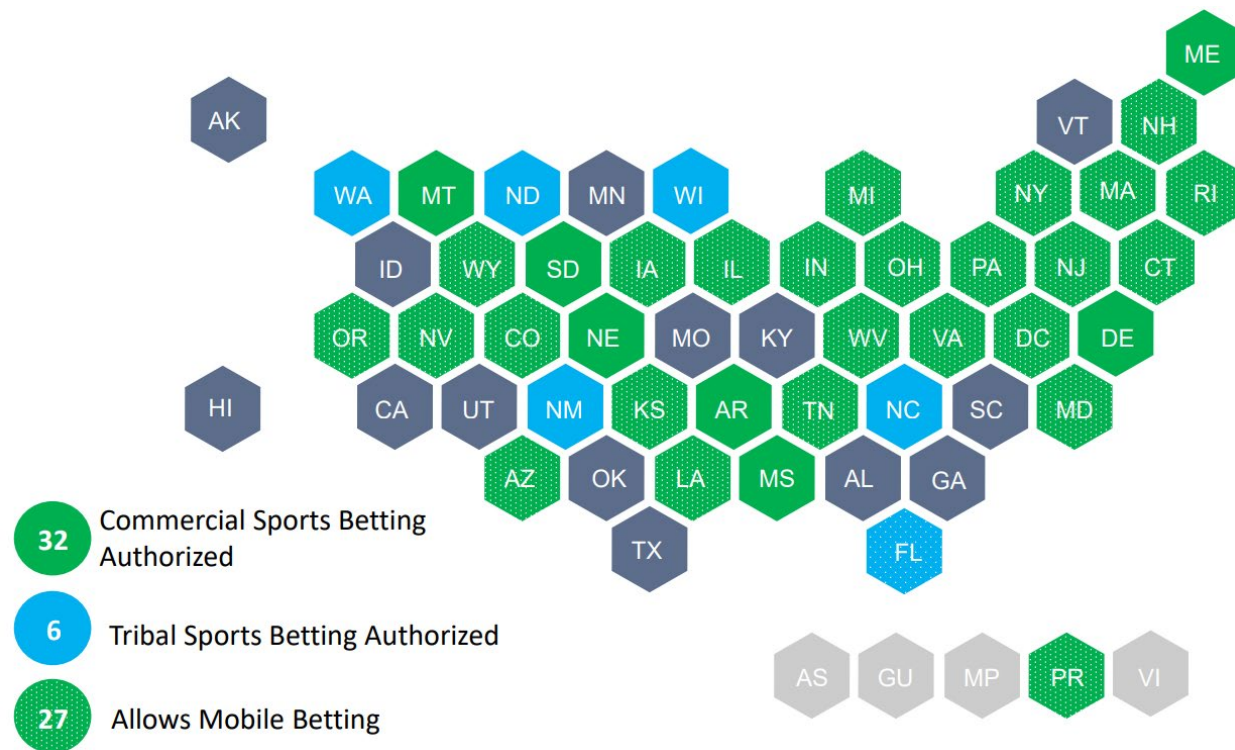 ME
AK
VT
NH
WA
MT
ND
MN
WI
MI
NY
MA
RI
ID
WY
SD
IA
IL
IN
OH
PA
NJ
CT
OR
NV
CO
NE
MO
KY
WV
VA
DC
DE
HI
CA
UT
NM
KS
AR
TN
NC
SC
MD
AZ
OK
LA
MS
AL
GA
TX
FL
32
Commercial Sports Betting
Authorized
6
Tribal Sports Betting Authorized
27
Allows Mobile Betting
AS
GU
MP
PR
VI